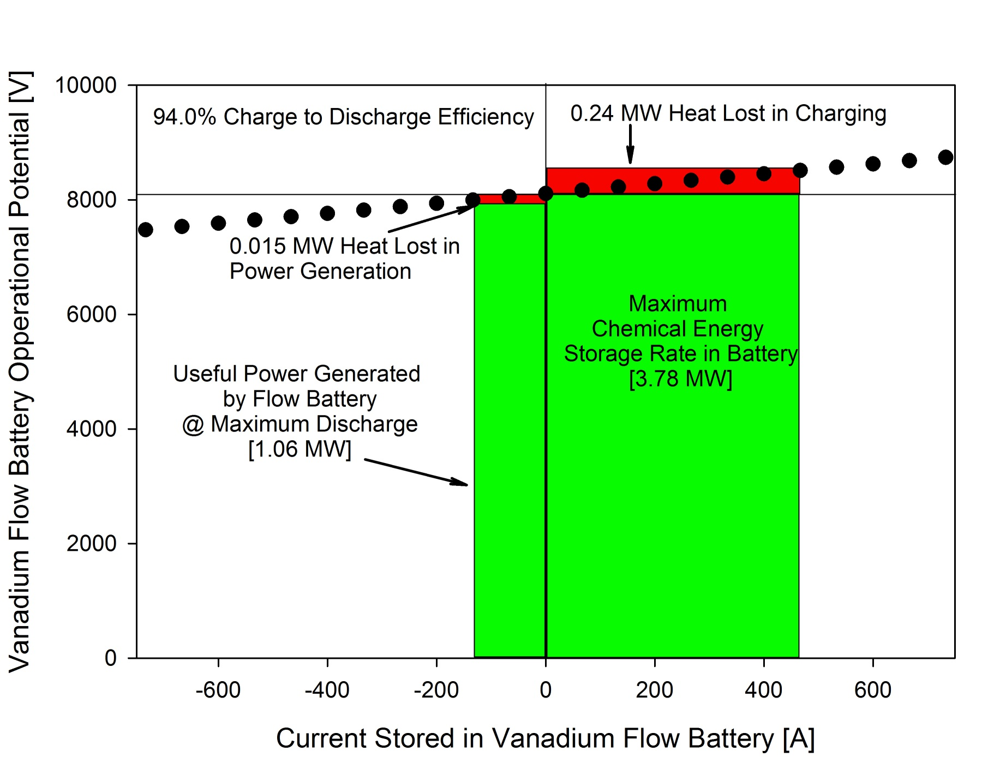 Vanadium Flow Battery Opperational Potential [V]
10000
8000
6000
4000
2000
0
94.0% Charge to Discharge Efficiency
0.24 MW Heat Lost in Charging
0.015 MW Heat Lost in
Power Generation
Maximum
Chemical Energy
Storage Rate in Battery
[3.78 MW]
Useful Power Generated
by Flow Battery
@ Maximum Discharge
[1.06 MW]
-600 -400 -200 0 200 400 600
Current Stored in Vanadium Flow Battery [A]